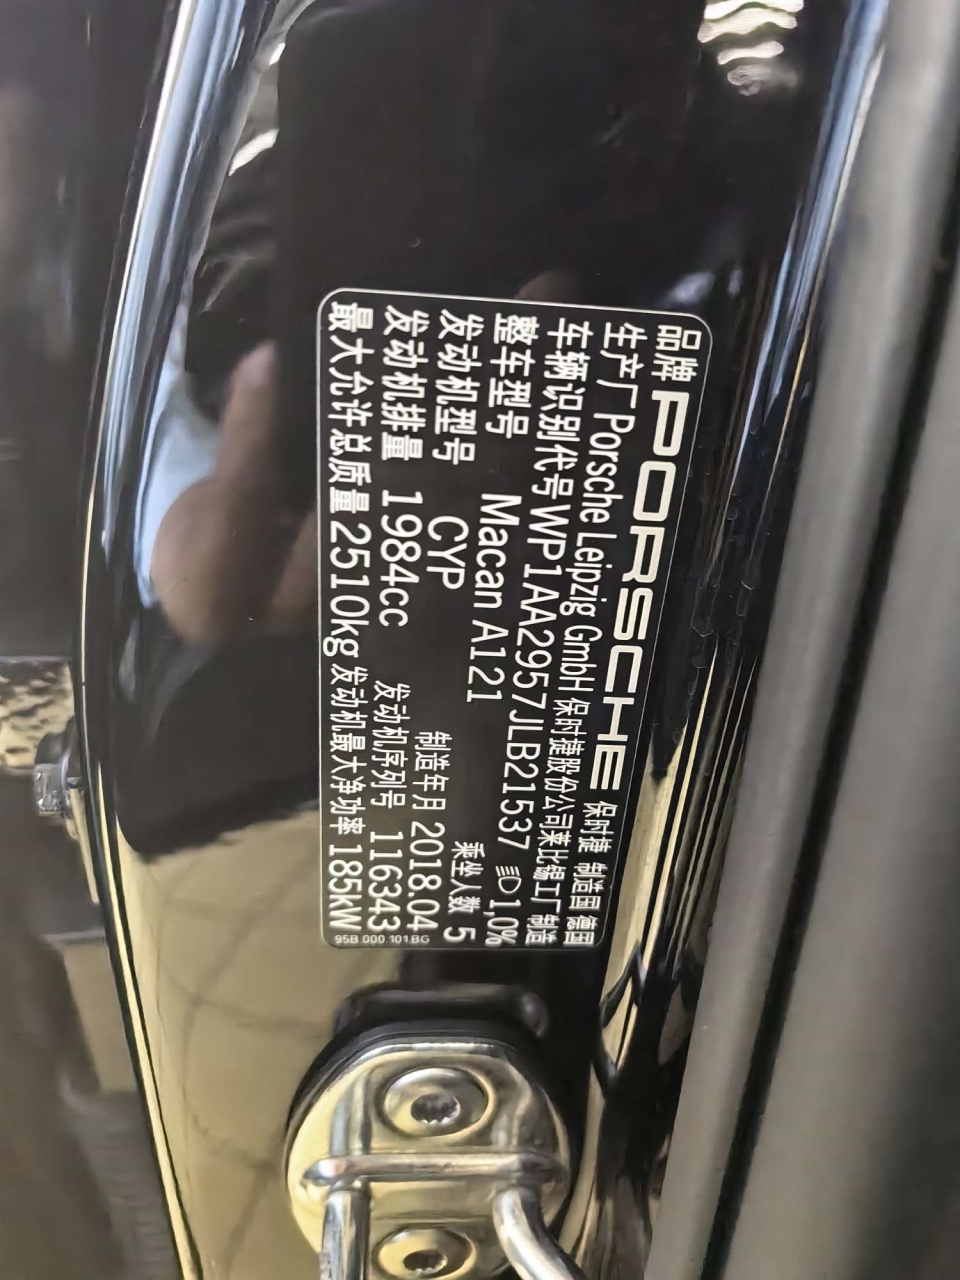 品牌 PORSCHE 保时捷 制造国 德国
生产厂 Porsche Leipzig GmbH 保时捷股份公司莱比锡工厂 制造
车辆识别代号 WP1AA2957JLB21537 1,0%
整车型号 Macan A121 乘坐人数 5
发动机型号 CYP 制造年月 2018.04
发动机排量 1984cc 发动机序列号 116343
最大允许总质量 2510kg 发动机最大净功率 185kW
95B.000.101.BG